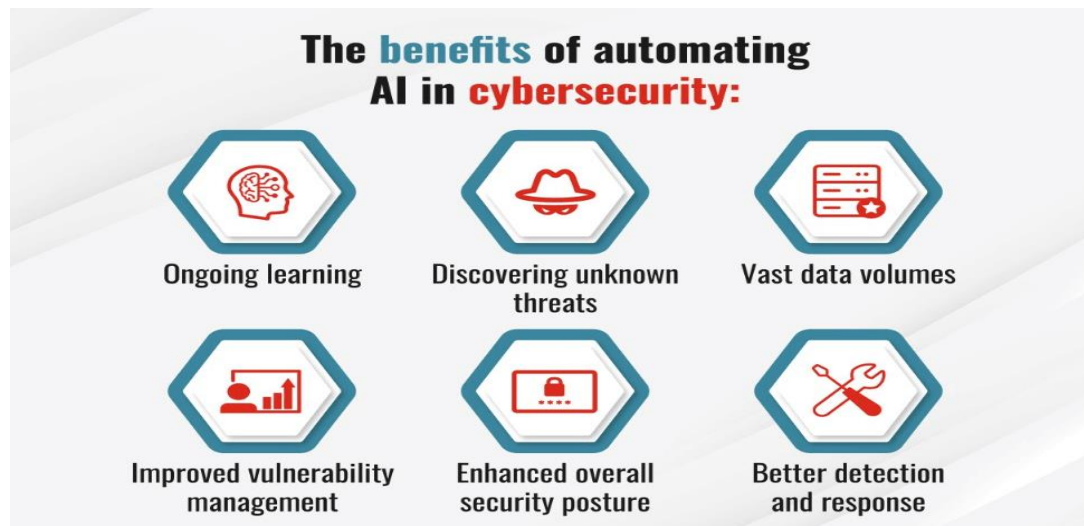 The benefits of automating
AI in cybersecurity:
Ongoing learning
Discovering unknown
threats
Vast data volumes
Improved vulnerability
management
Enhanced overall
security posture
Better detection
and response